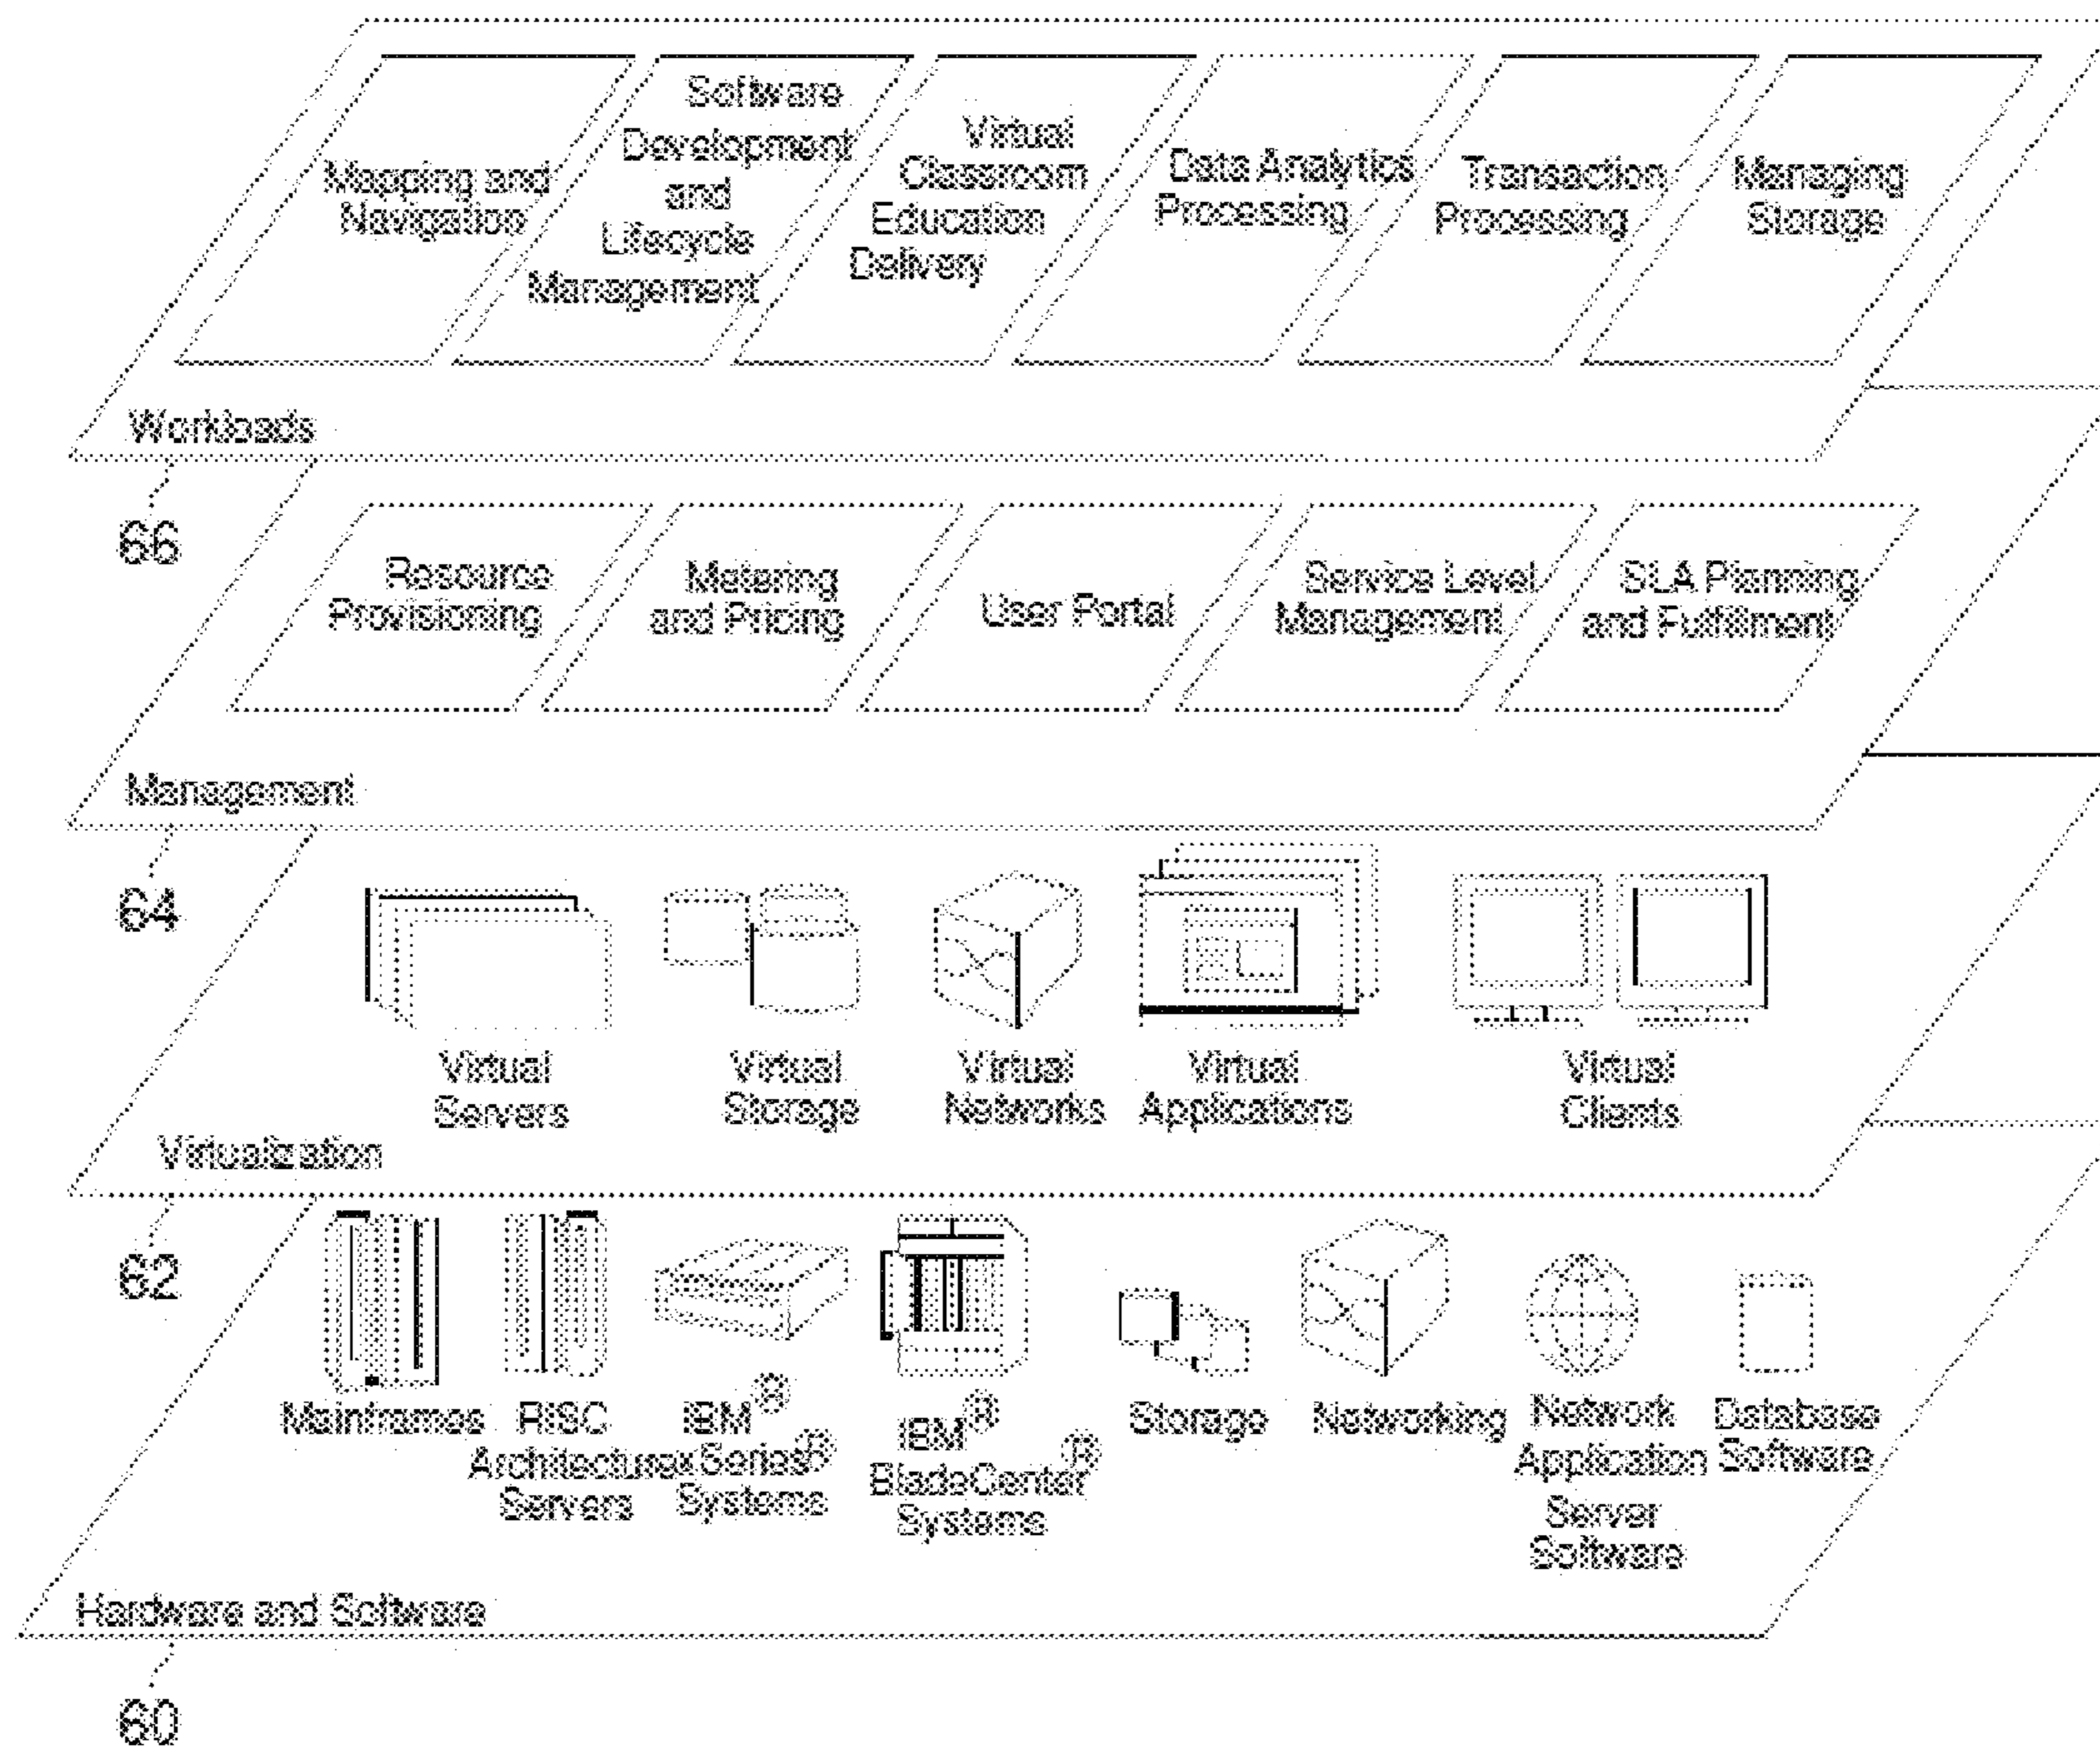 Mapping and
Navigation
Software
Development
and
Lifecycle
Management
Virtual
Classroom
Education
Delivery
Data Analytics
Processing
Transaction
Processing
Managing
Storage
Workloads
66
Resource
Provisioning
Metering
and Pricing
User Portal
Service Level
Management
SLA Planning
and Fulfillment
Management
64
Virtual
Servers
Virtual
Storage
Virtual
Networks
Virtual
Applications
Virtual
Clients
Virtualization
62
Mainframes
RISC
Architecture
Servers
IBM®
xSeries®
Systems
IBM®
BladeCenter®
Systems
Storage
Networking
Network
Application
Server
Software
Database
Software
Hardware and Software
60